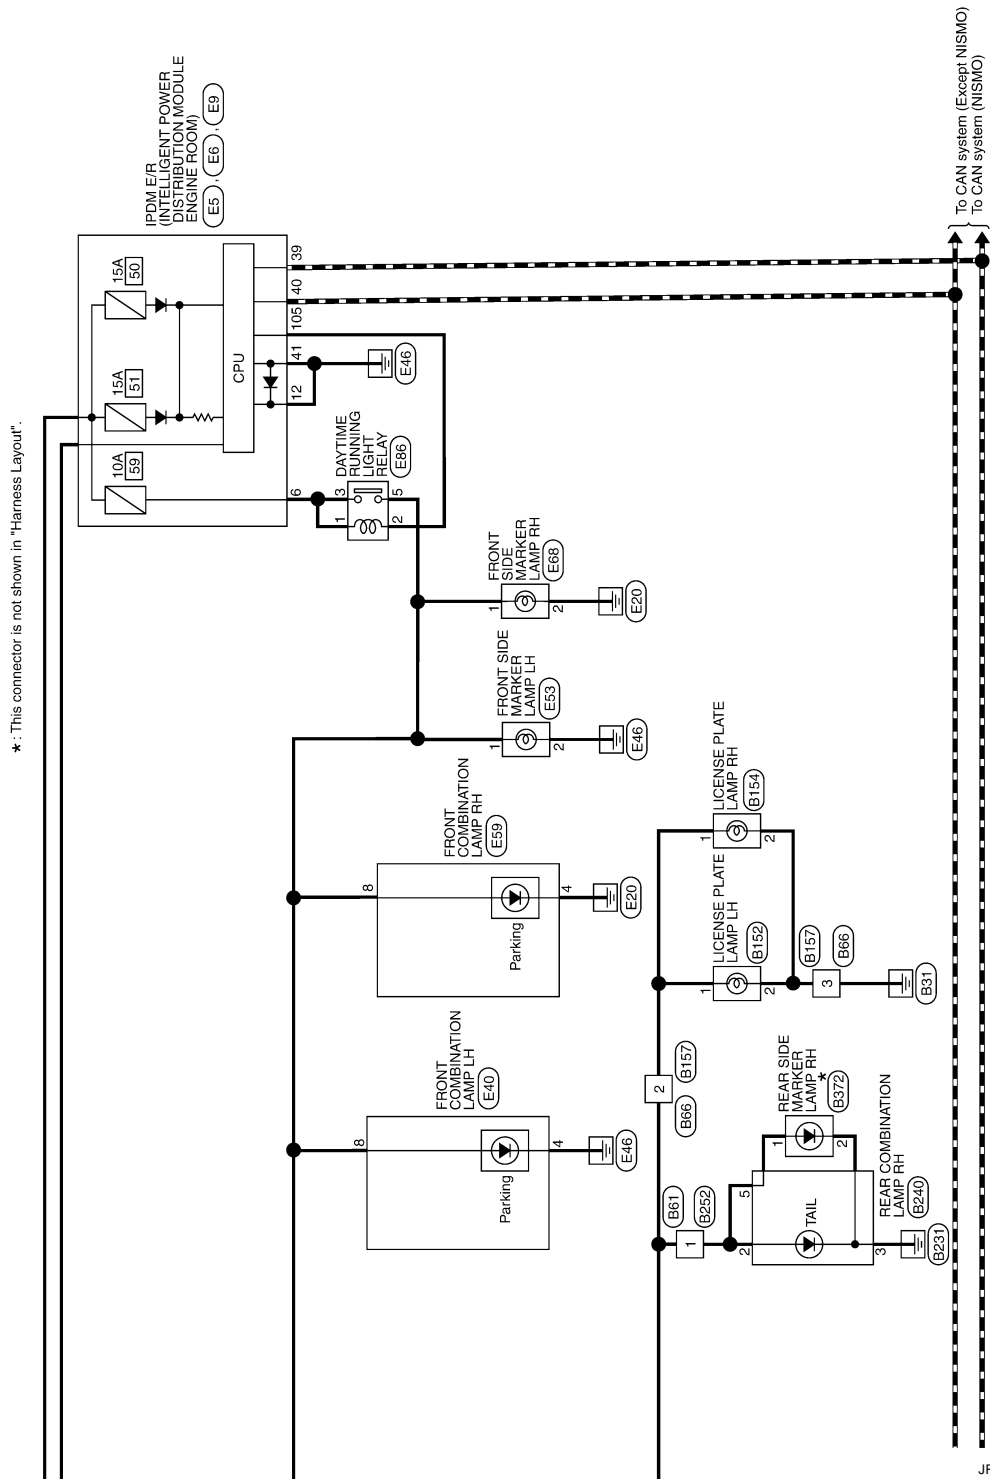 ★ : This connector is not shown in "Harness Layout".
IPDM E/R
(INTELLIGENT POWER
DISTRIBUTION MODULE
ENGINE ROOM)
E5 , E6 , E9
10A
59
15A
51
15A
50
CPU
6
12
41
105
40
39
E46
DAYTIME
RUNNING
LIGHT
RELAY
E86
1
3
2
5
To CAN system (Except NISMO)
To CAN system (NISMO)
FRONT
COMBINATION
LAMP LH
E40
8
Parking
4
E46
FRONT
COMBINATION
LAMP RH
E59
8
Parking
4
E20
FRONT SIDE
MARKER
LAMP LH
E53
1
2
E46
FRONT
SIDE
MARKER
LAMP RH
E68
1
2
E20
B61
B252
1
2
5
TAIL
3
REAR COMBINATION
LAMP RH
B240
B231
REAR SIDE
MARKER
LAMP RH
★
B372
1
2
B66
2
B157
LICENSE PLATE
LAMP LH
B152
1
2
LICENSE PLATE
LAMP RH
B154
1
2
B157
B66
3
B31